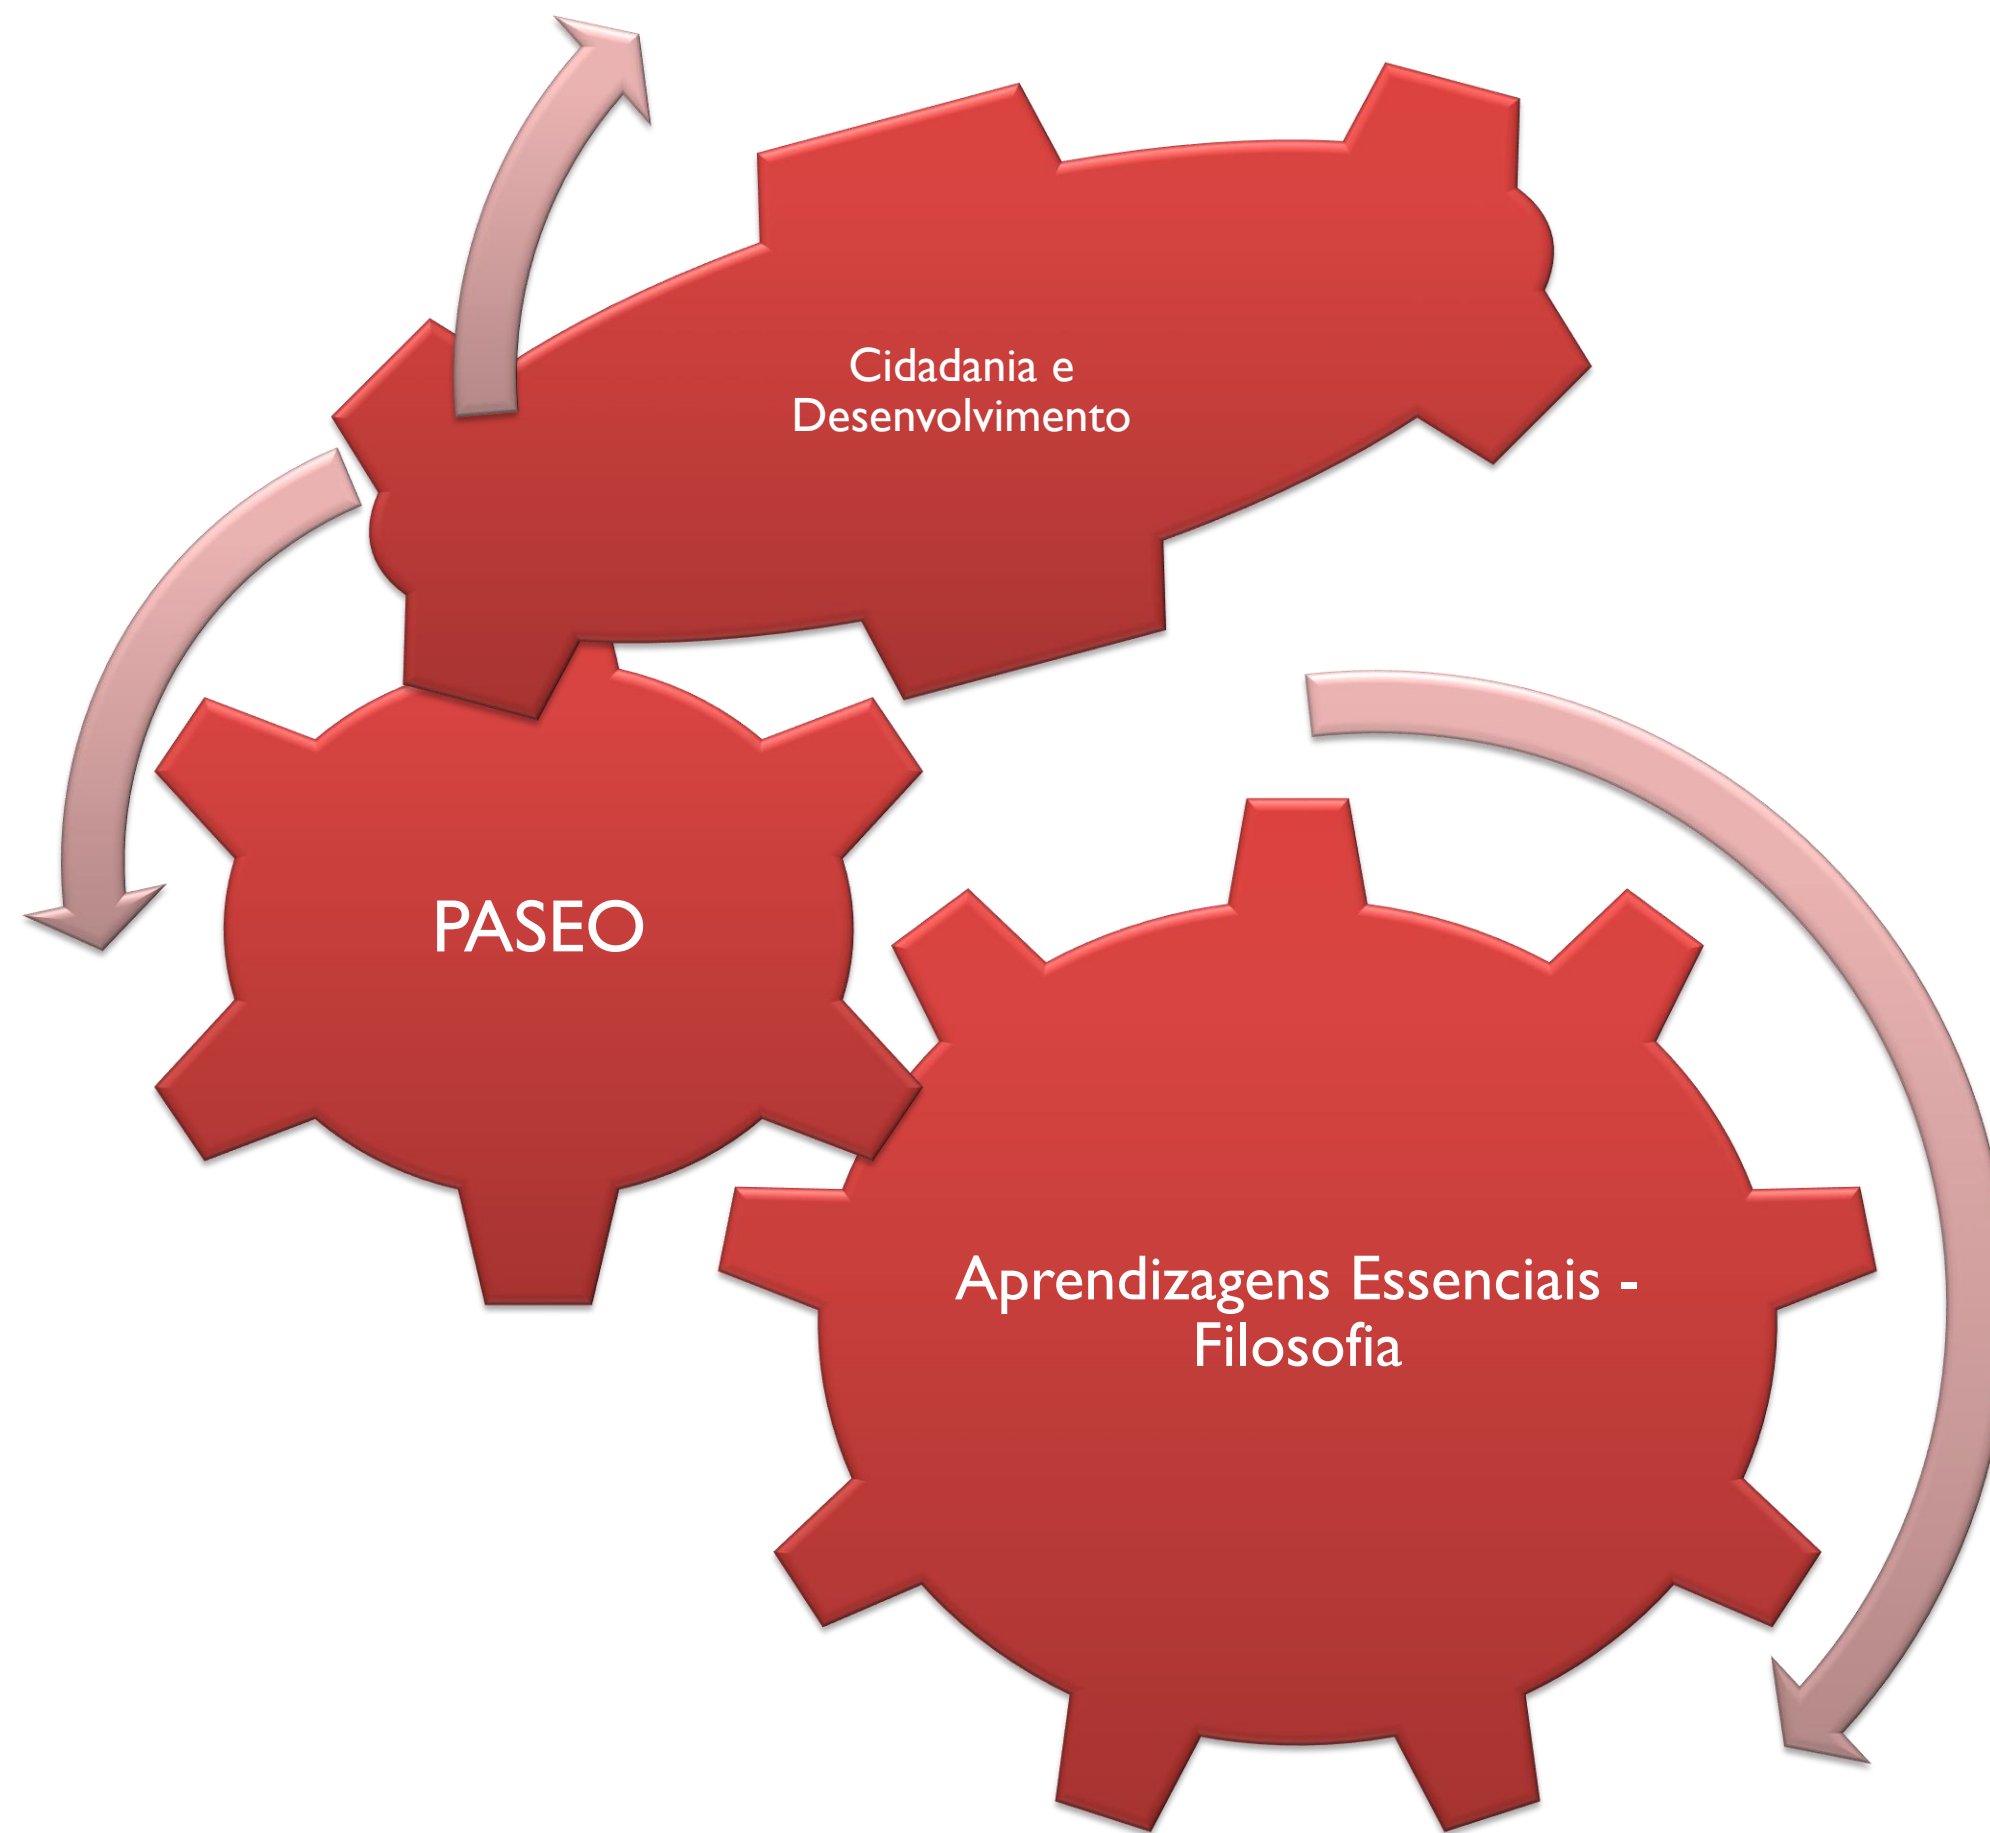 Cidadania e
Desenvolvimento
PASEO
Aprendizagens Essenciais -
Filosofia